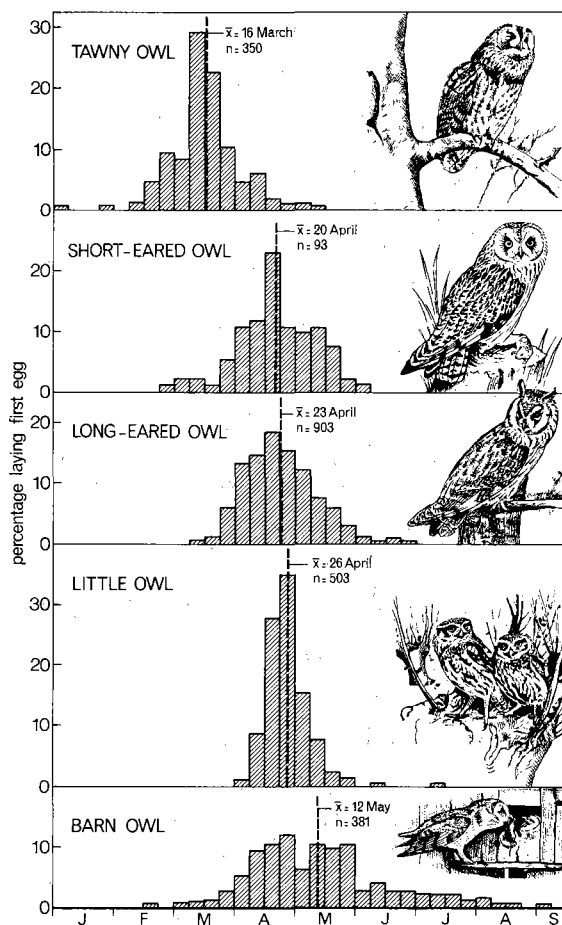 percentage laying first egg
30
20
10
0
TAWNY OWL
x̄ = 16 March
n = 350
20
10
0
SHORT-EARED OWL
x̄ = 20 April
n = 93
20
10
0
LONG-EARED OWL
x̄ = 23 April
n = 903
30
20
10
0
LITTLE OWL
x̄ = 26 April
n = 503
10
0
BARN OWL
x̄ = 12 May
n = 381
J F M A M J J A S